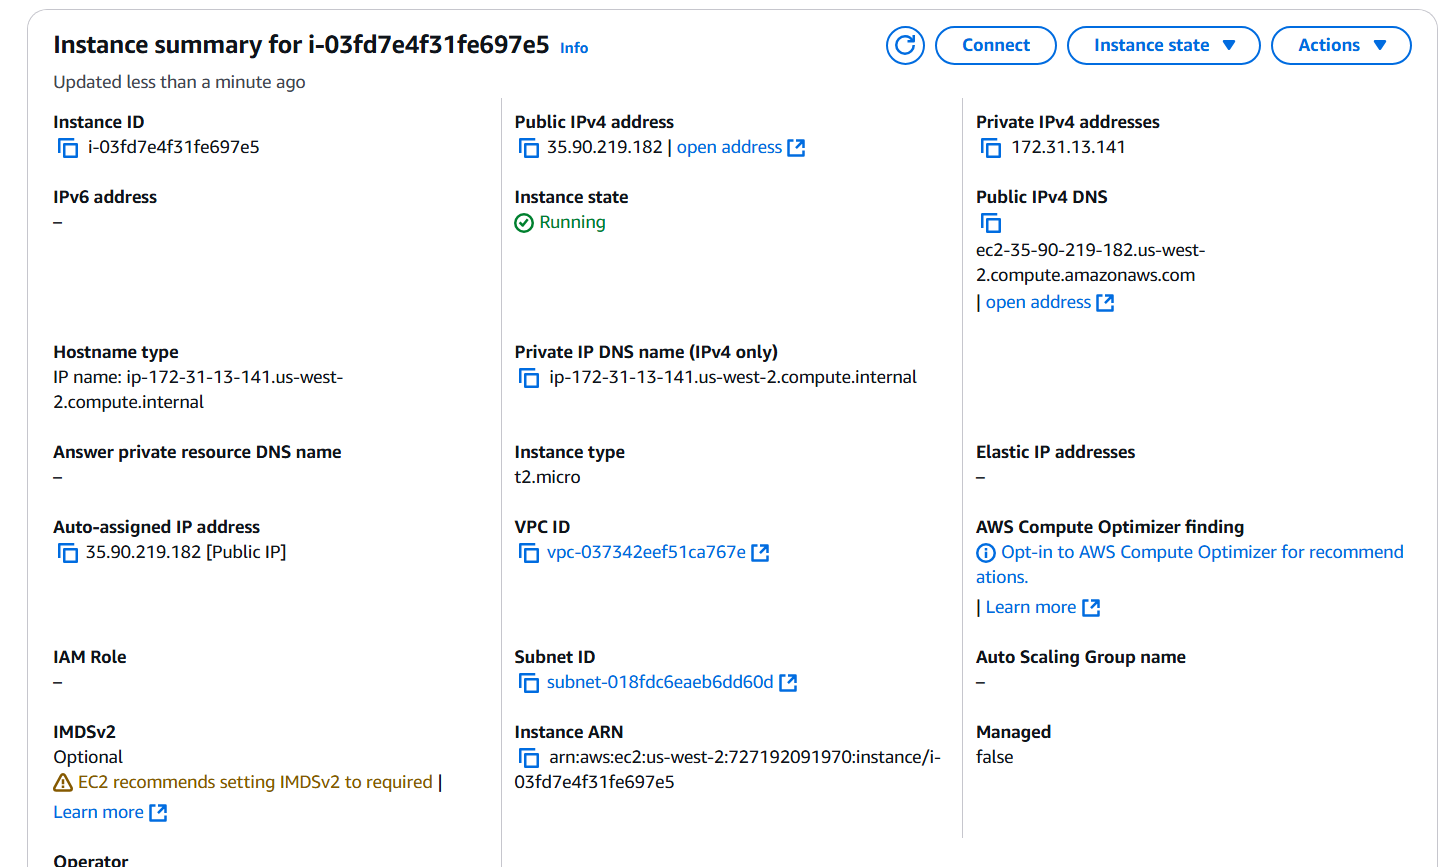 Instance summary for i-03fd7e4f31fe697e5 Info
Connect
Instance state
Actions
Updated less than a minute ago
Instance ID
i-03fd7e4f31fe697e5
Public IPv4 address
35.90.219.182 | open address
Private IPv4 addresses
172.31.13.141
IPv6 address
–
Instance state
Running
Public IPv4 DNS
ec2-35-90-219-182.us-west-
2.compute.amazonaws.com
| open address
Hostname type
IP name: ip-172-31-13-141.us-west-
2.compute.internal
Private IP DNS name (IPv4 only)
ip-172-31-13-141.us-west-2.compute.internal
Answer private resource DNS name
–
Instance type
t2.micro
Elastic IP addresses
–
Auto-assigned IP address
35.90.219.182 [Public IP]
VPC ID
vpc-037342eef51ca767e
AWS Compute Optimizer finding
Opt-in to AWS Compute Optimizer for recommend
ations.
| Learn more
IAM Role
–
Subnet ID
subnet-018fdc6eaeb6dd60d
Auto Scaling Group name
–
IMDSv2
Optional
EC2 recommends setting IMDSv2 to required |
Learn more
Instance ARN
arn:aws:ec2:us-west-2:727192091970:instance/i-
03fd7e4f31fe697e5
Managed
false
Operator